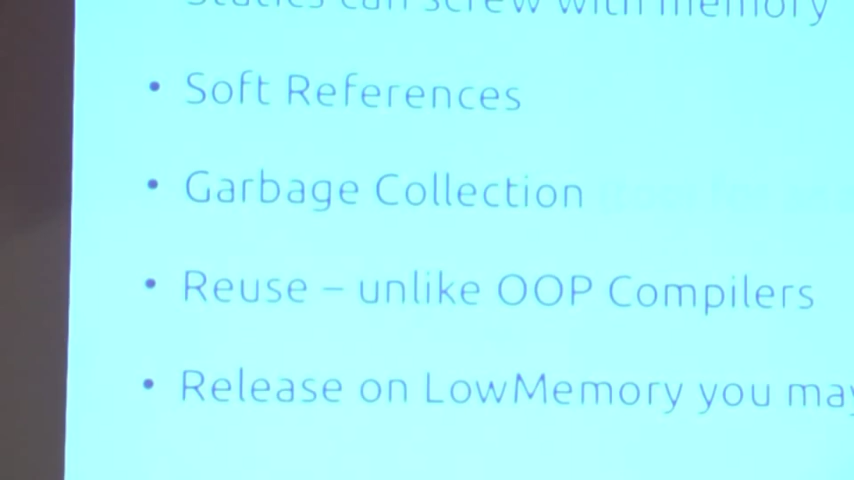 Statics can screw with memory
• Soft References
• Garbage Collection
• Reuse – unlike OOP Compilers
• Release on LowMemory you may